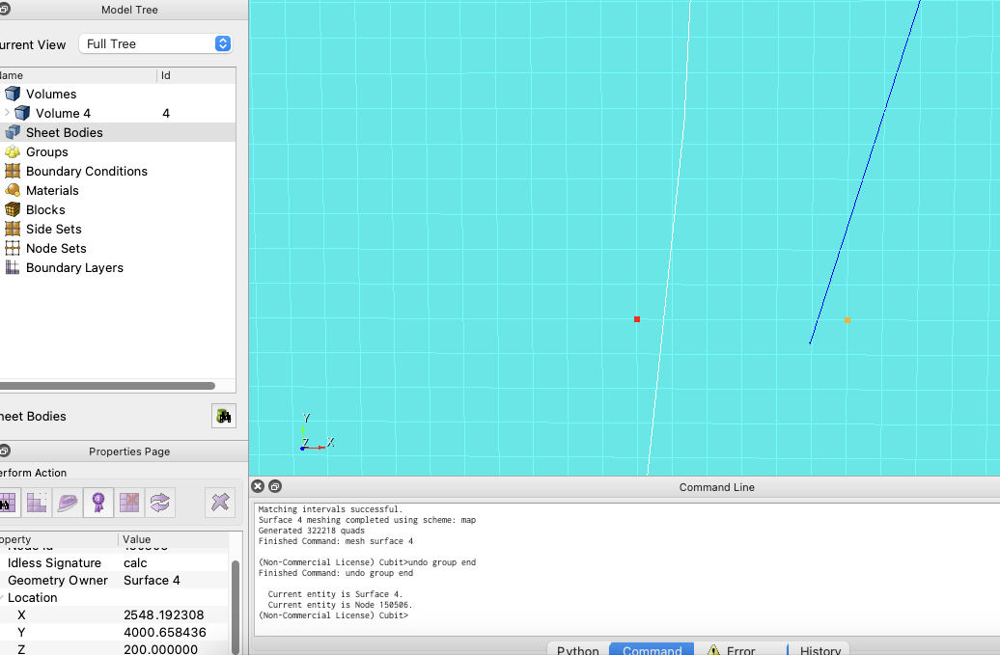 Model Tree
urrent View Full Tree
lame Id
Volumes
Volume 4 4
Sheet Bodies
Groups
Boundary Conditions
Materials
Blocks
Side Sets
Node Sets
Boundary Layers
heet Bodies
Properties Page
erform Action
operty Value
Idless Signature calc
Geometry Owner Surface 4
Location
X 2548.192308
Y 4000.658436
Z 200.000000
Y
Z X
Command Line
Matching intervals successful.
Surface 4 meshing completed using scheme: map
Generated 322218 quads
Finished Command: mesh surface 4
(Non-Commercial License) Cubit>undo group end
Finished Command: undo group end
Current entity is Surface 4.
Current entity is Node 150506.
(Non-Commercial License) Cubit>
Python Command Error History